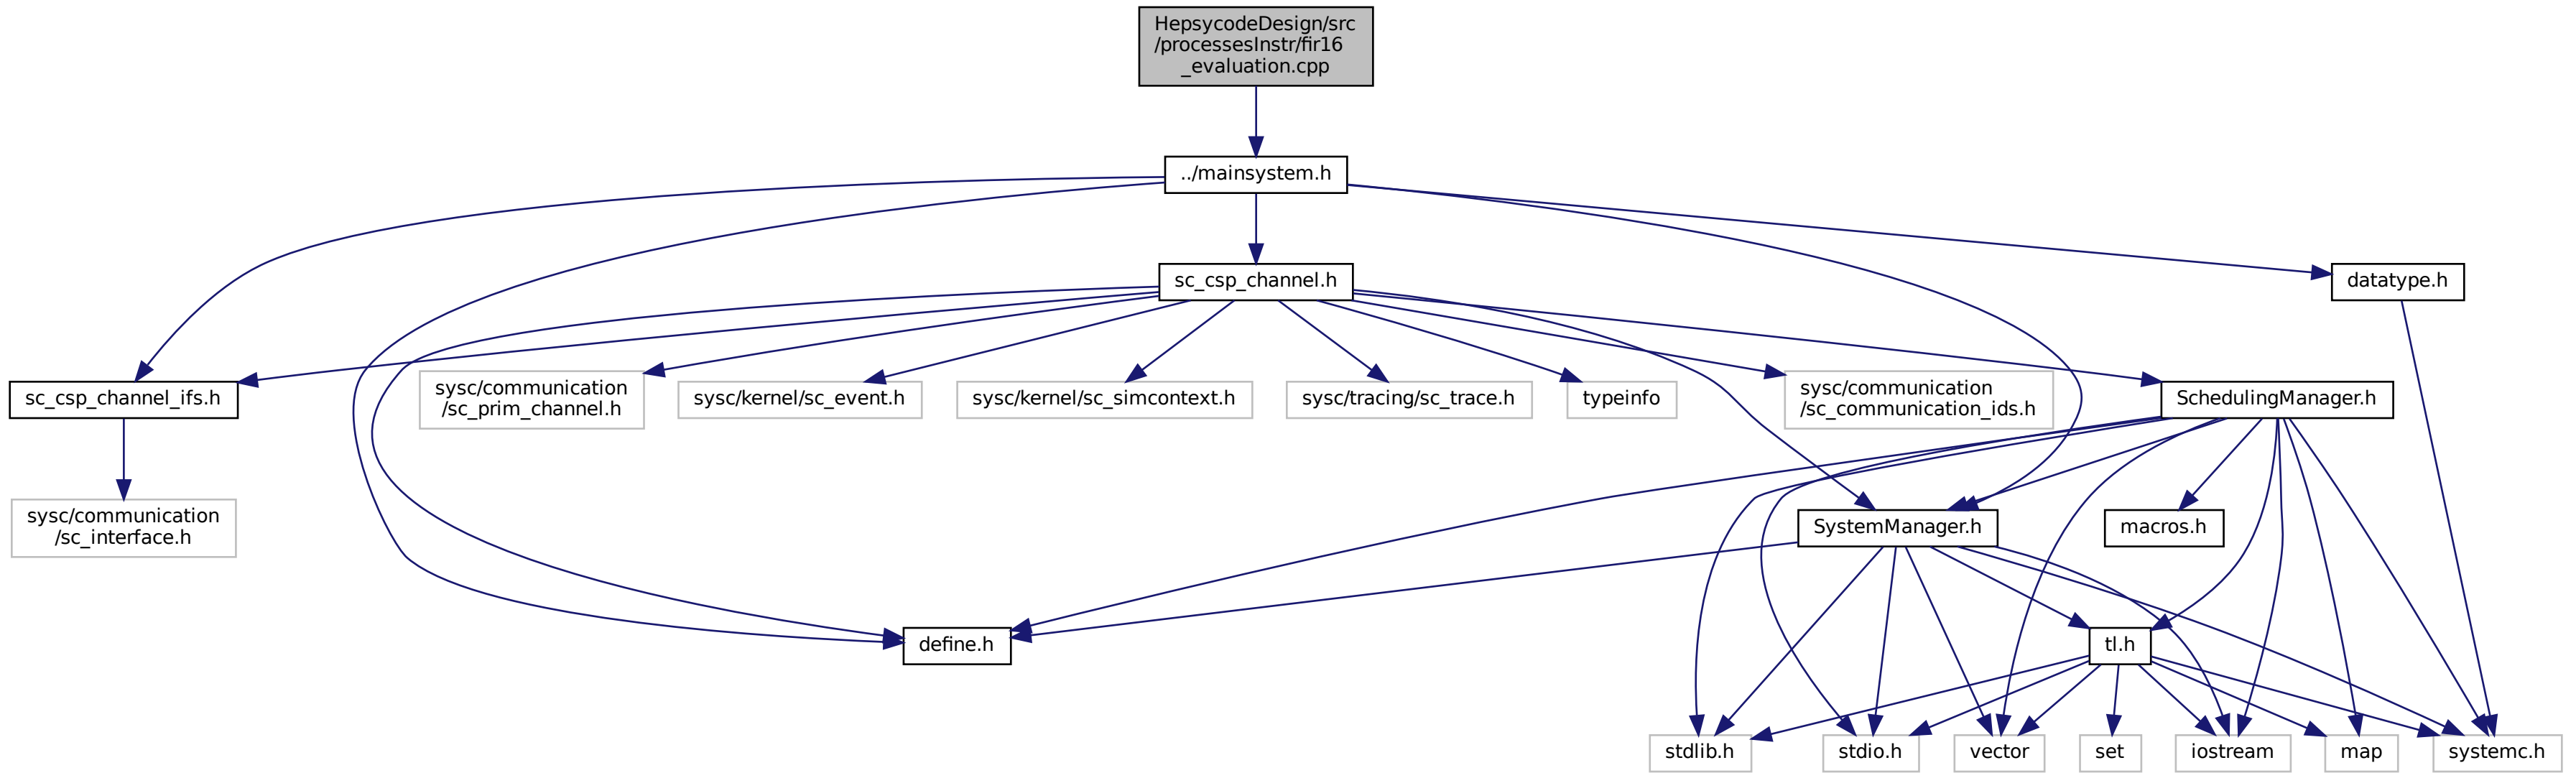 HepsycodeDesign/src
/processesInstr/fir16
_evaluation.cpp
../mainsystem.h
sc_csp_channel.h
datatype.h
sc_csp_channel_ifs.h
sysc/communication
/sc_prim_channel.h
sysc/kernel/sc_event.h
sysc/kernel/sc_simcontext.h
sysc/tracing/sc_trace.h
typeinfo
sysc/communication
/sc_communication_ids.h
SchedulingManager.h
sysc/communication
/sc_interface.h
SystemManager.h
macros.h
define.h
tl.h
stdlib.h
stdio.h
vector
set
iostream
map
systemc.h